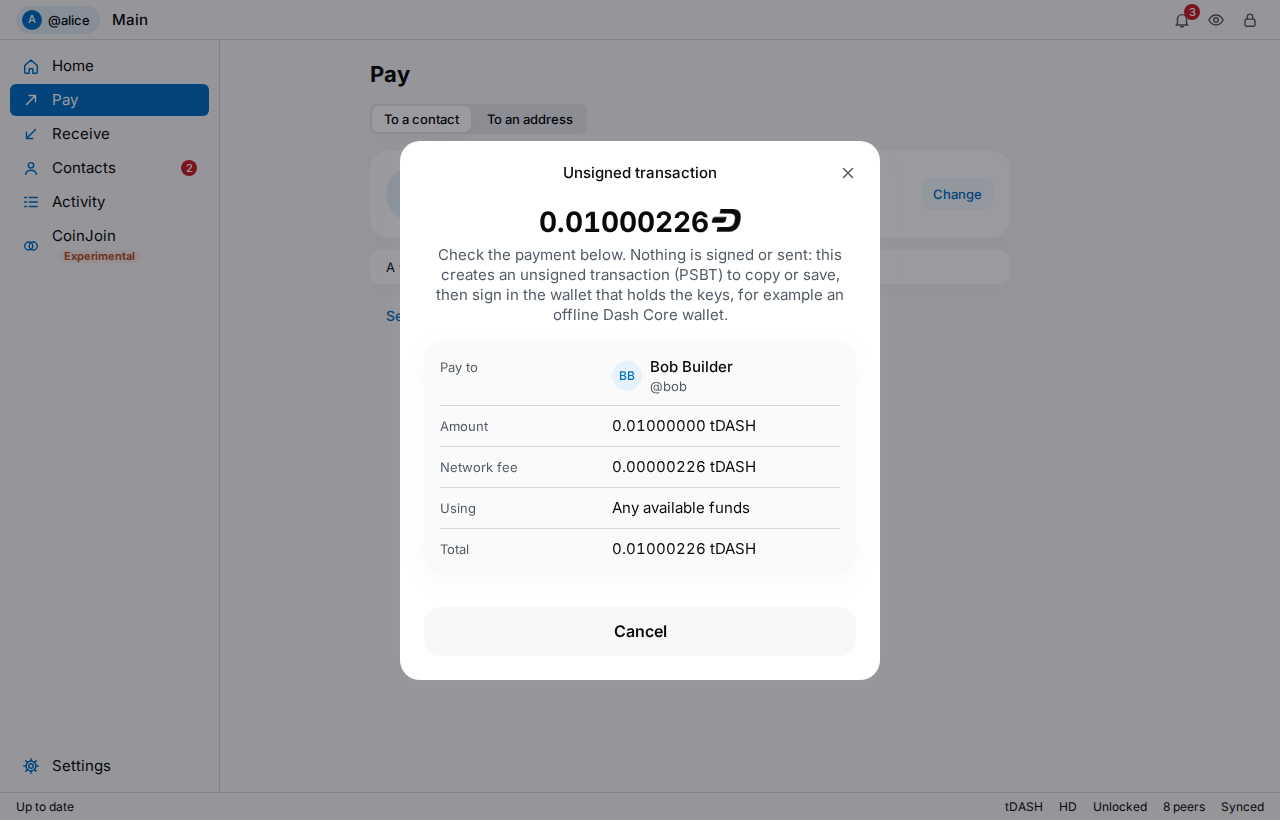 A @alice Main 3
Home
Pay
Receive
Contacts 2
Activity
CoinJoin
Experimental
Settings
Pay
To a contact To an address
Change
A
Se
Unsigned transaction
0.01000226
Check the payment below. Nothing is signed or sent: this
creates an unsigned transaction (PSBT) to copy or save,
then sign in the wallet that holds the keys, for example an
offline Dash Core wallet.
Pay to BB Bob Builder
@bob
Amount 0.01000000 tDASH
Network fee 0.00000226 tDASH
Using Any available funds
Total 0.01000226 tDASH
Cancel
Up to date tDASH HD Unlocked 8 peers Synced